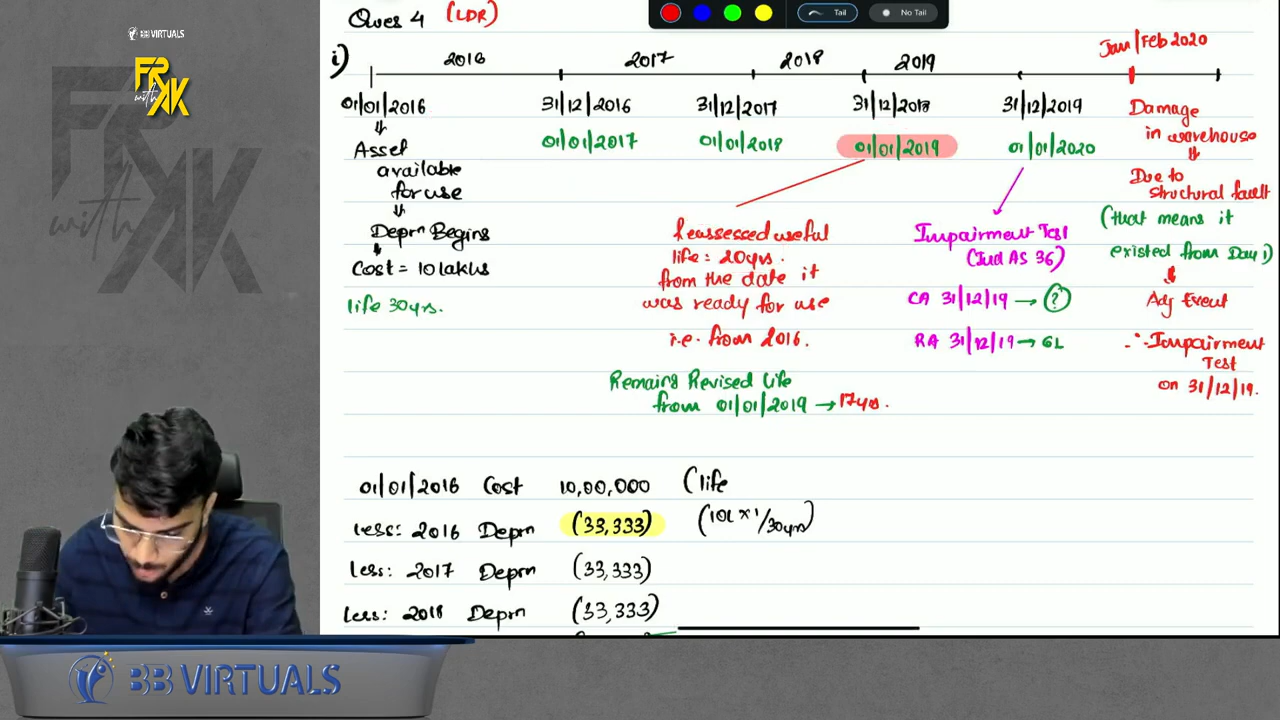 BB VIRTUALS
FR
with
AK
Ques 4 (LDR)
Tail
No Tail
i)
2016 2017 2018 2019
Jan|Feb 2020
01|01|2016 31|12|2016 31|12|2017 31|12|2018 31|12|2019
01|01|2017 01|01|2018 01|01|2019 01|01|2020
Asset
available
for use
Deprn Begins
Cost = 10 lakhs
life 30yrs.
Reassessed useful
life = 20yrs.
from the date it
was ready for use
i.e. from 2016.
Remaing Revised Life
from 01|01|2019 → 17yrs.
Impairment Test
(Ind AS 36)
CA 31|12|19 → ?
RA 31|12|19 → 6L
Damage
in warehouse
Due to
structural fault
(that means it
existed from Day 1)
Adj Event
∴ Impairment
Test
on 31|12|19.
01|01|2016 Cost 10,00,000 (life
Less: 2016 Deprn (33,333) (10L × 1/30yrs)
Less: 2017 Deprn (33,333)
Less: 2018 Deprn (33,333)
BB VIRTUALS